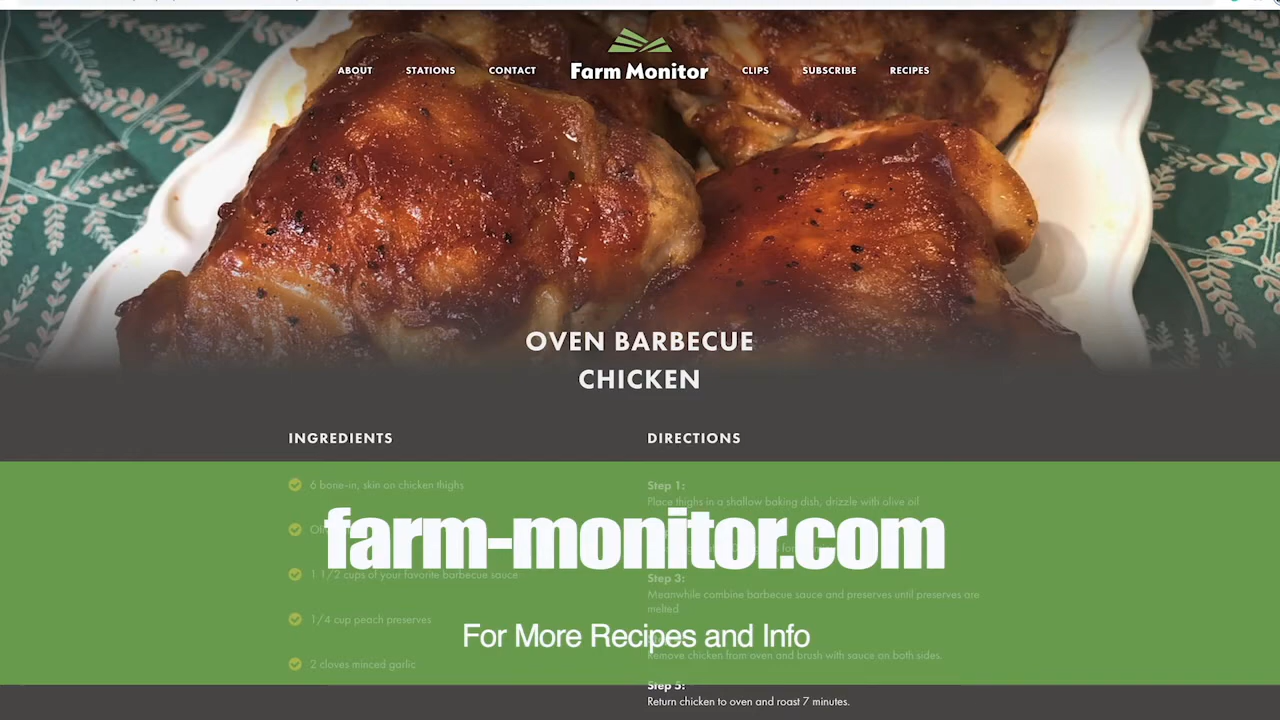 ABOUT
STATIONS
CONTACT
Farm Monitor
CLIPS
SUBSCRIBE
RECIPES
OVEN BARBECUE
CHICKEN
INGREDIENTS
6 bone-in, skin on chicken thighs
1 1/2 cups of your favorite barbecue sauce
1/4 cup peach preserves
2 cloves minced garlic
DIRECTIONS
Step 1:
Place thighs in a shallow baking dish, drizzle with olive oil.
Step 3:
Meanwhile combine barbecue sauce and preserves until preserves are
melted
Remove chicken from oven and brush with sauce on both sides.
Step 5:
Return chicken to oven and roast 7 minutes.
farm-monitor.com
For More Recipes and Info